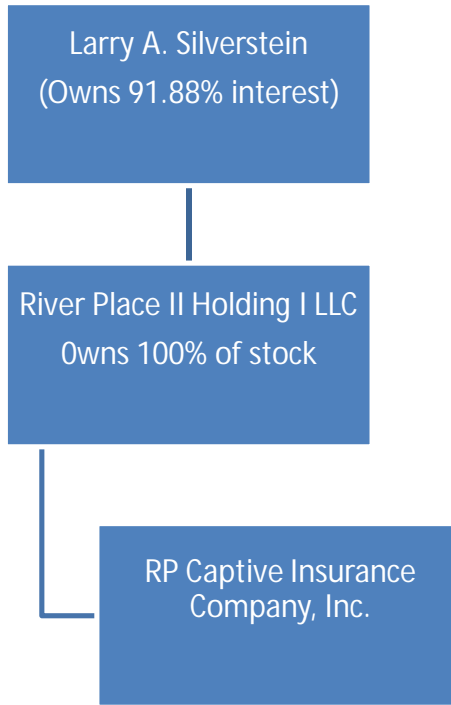 Larry A. Silverstein
(Owns 91.88% interest)
River Place II Holding I LLC
0wns 100% of stock
RP Captive Insurance
Company, Inc.